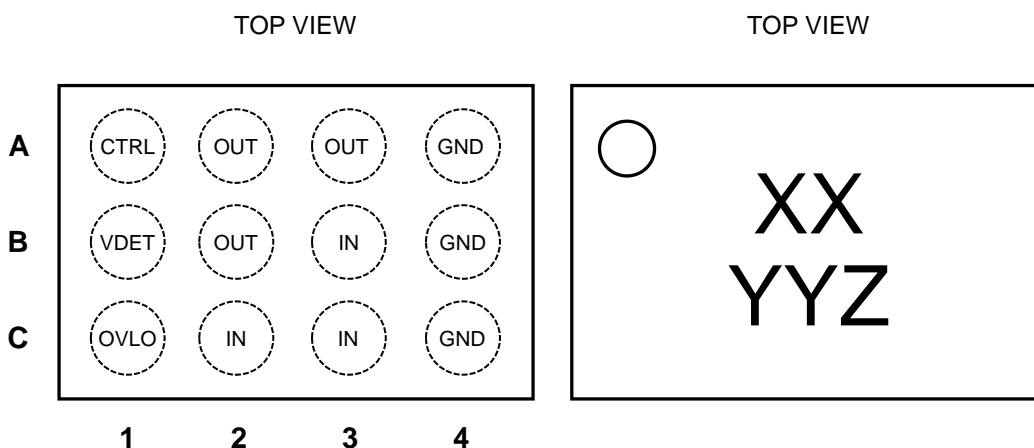 TOP VIEW TOP VIEW
A CTRL OUT OUT GND
B VDET OUT IN GND
C OVLO IN IN GND
1 2 3 4
XX
YYZ